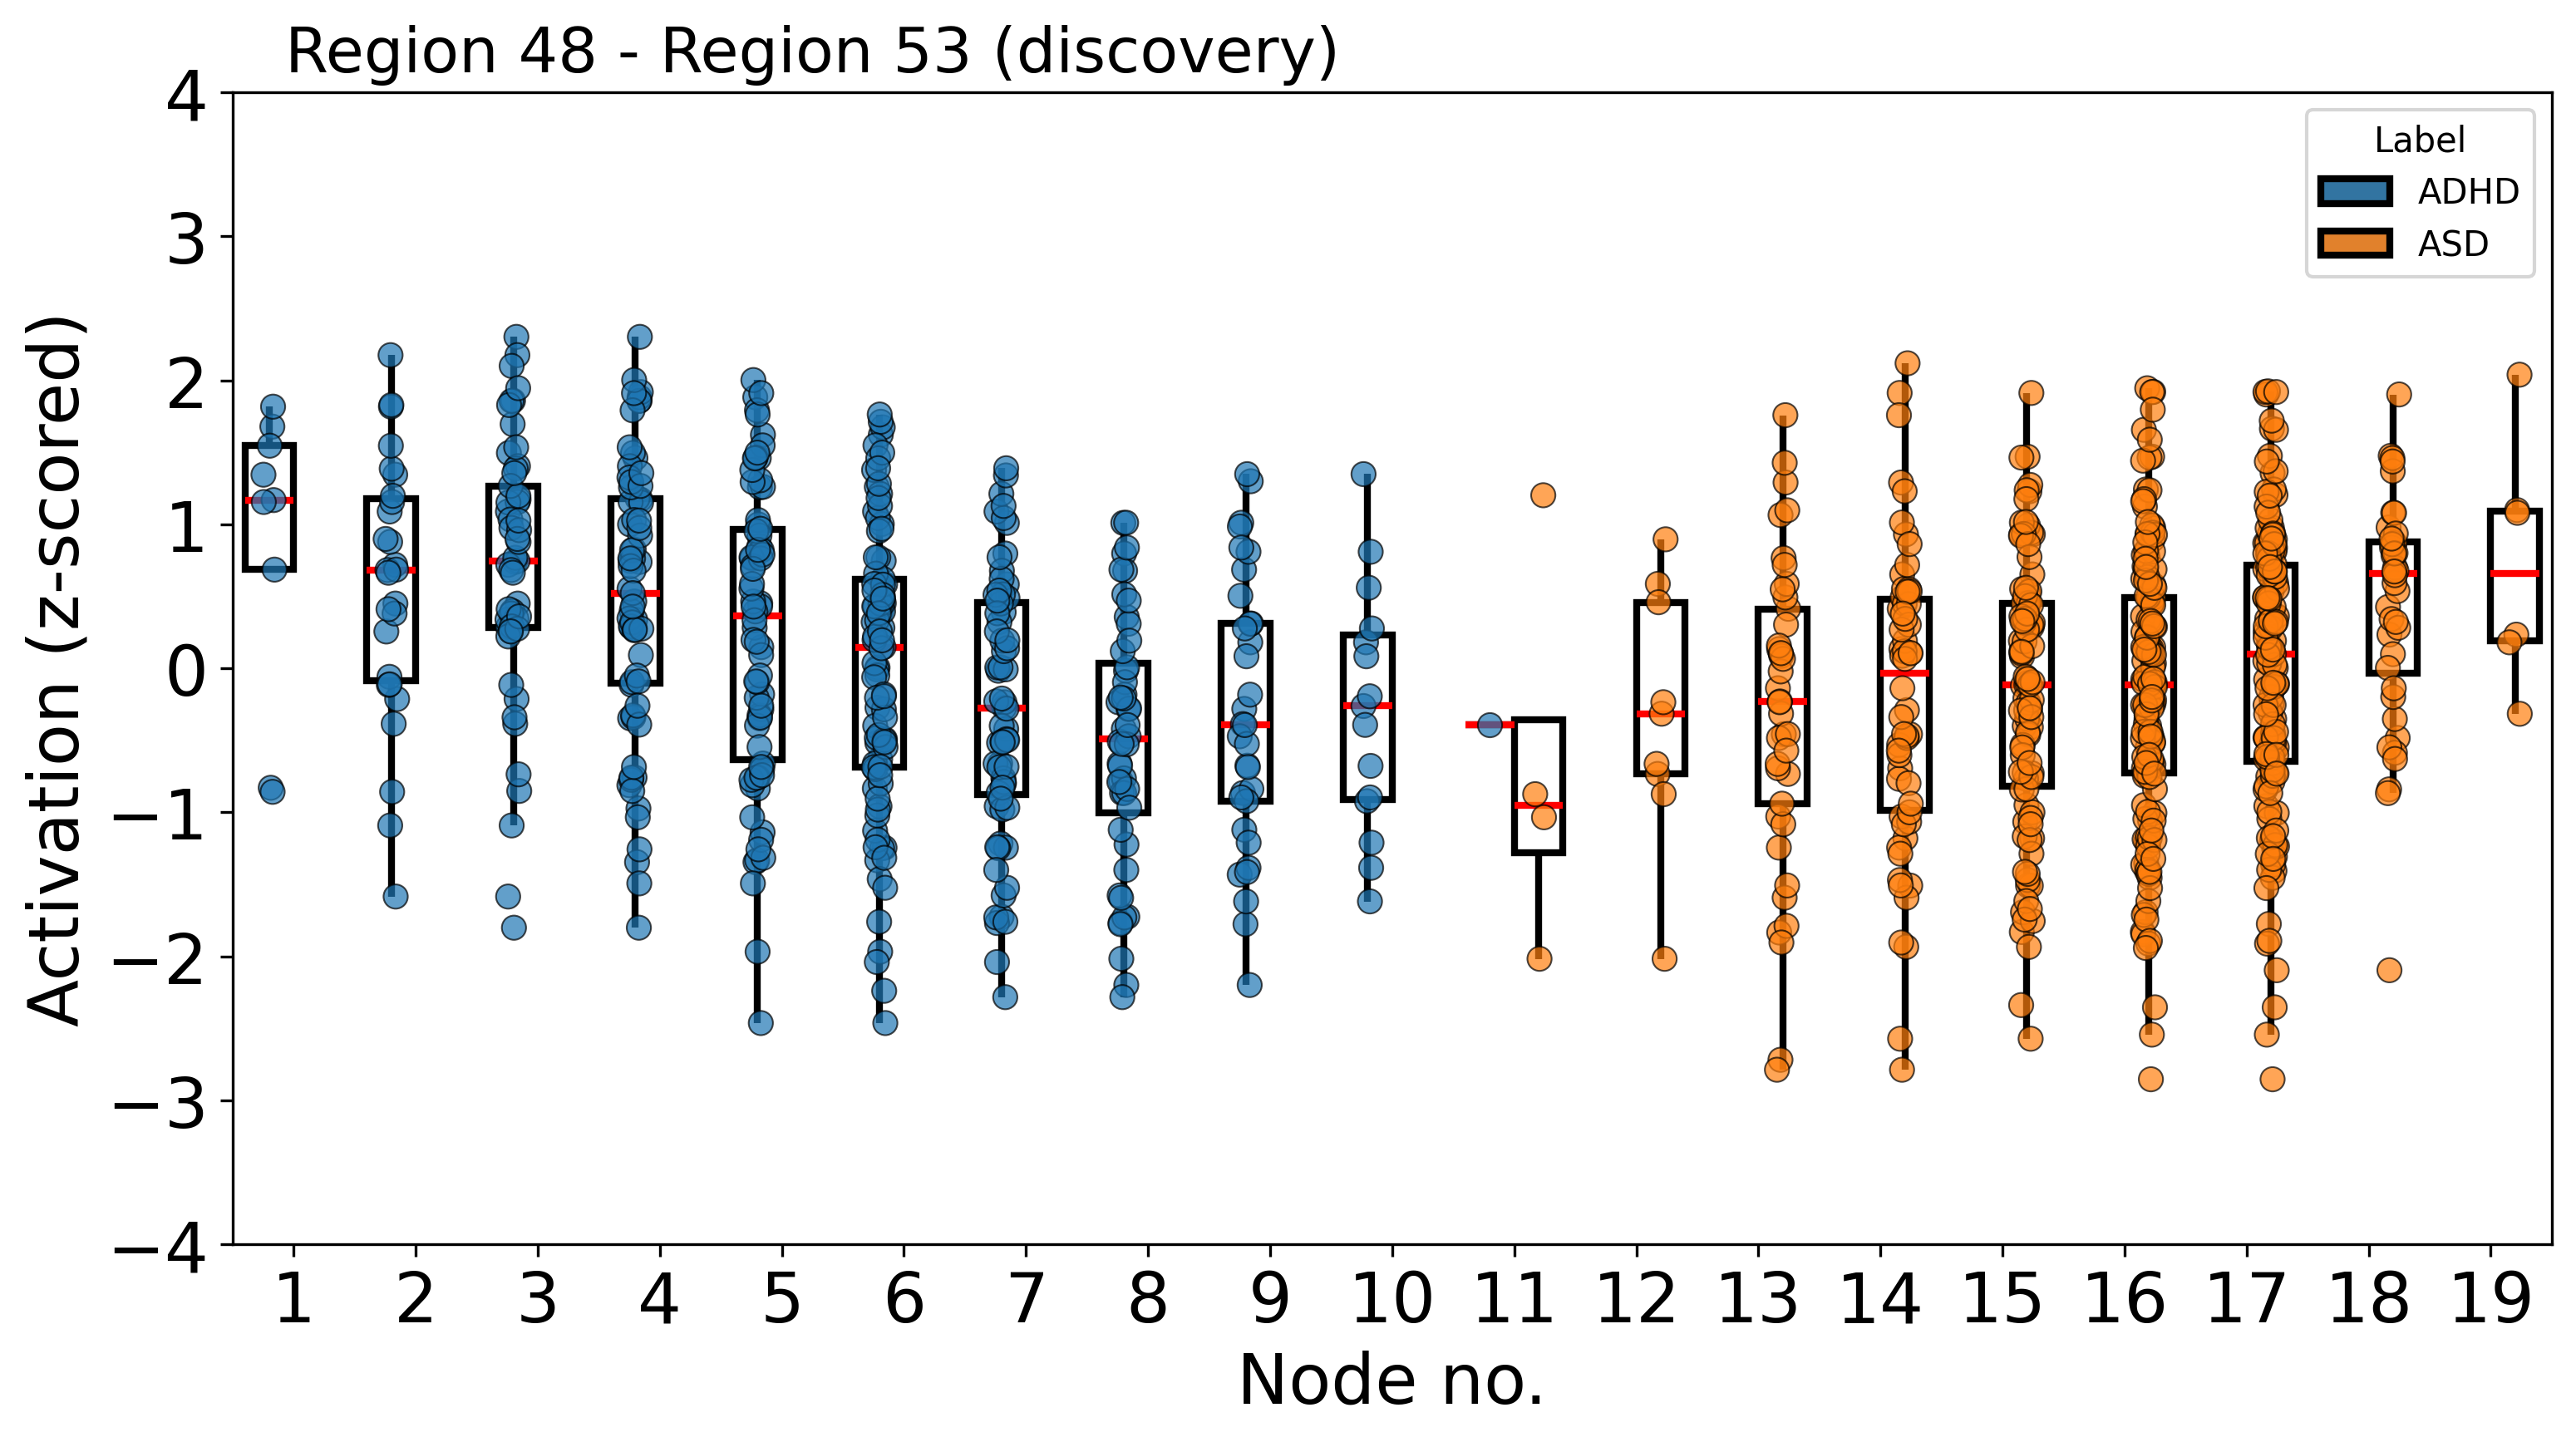 Region 48 - Region 53 (discovery)
4
3
2
1
0
−1
−2
−3
−4
Activation (z-scored)
Label
ADHD
ASD
1 2 3 4 5 6 7 8 9 10 11 12 13 14 15 16 17 18 19
Node no.